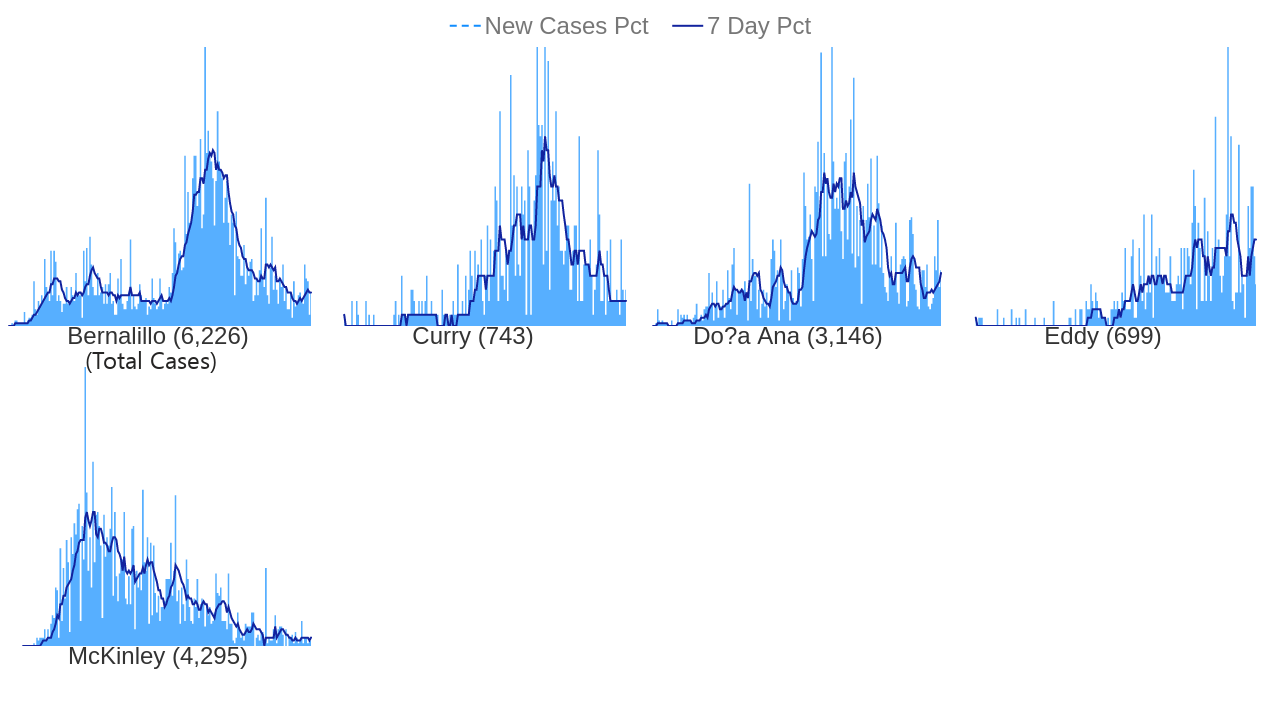 New Cases Pct 7 Day Pct
Bernalillo (6,226) Curry (743) Do?a Ana (3,146) Eddy (699)
(Total Cases)
McKinley (4,295)